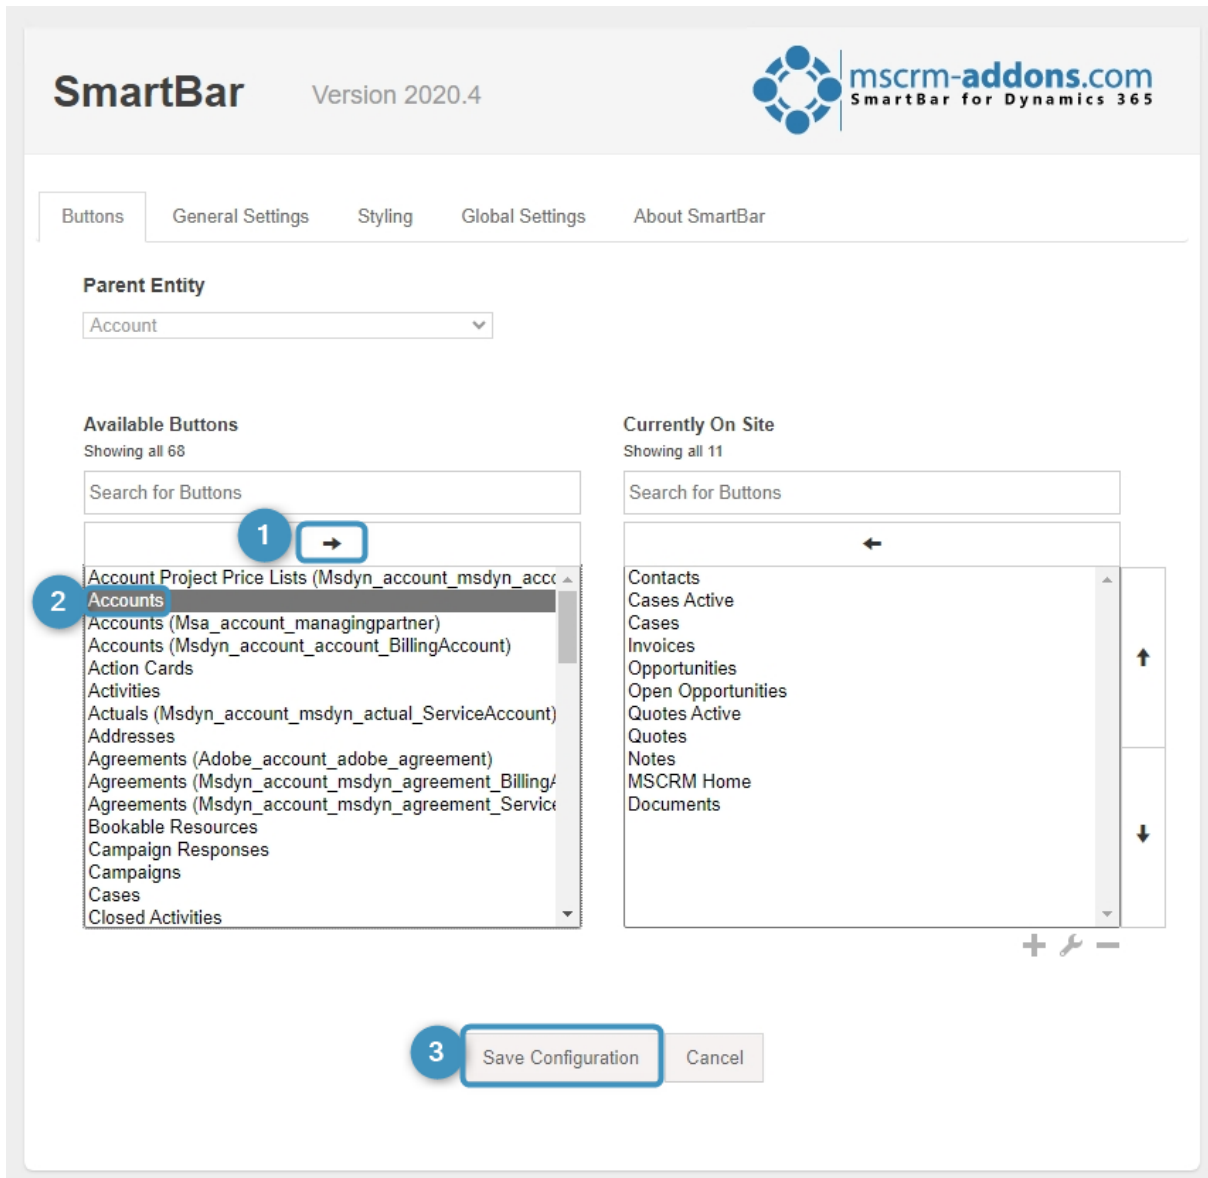 SmartBar
Version 2020.4
mscrm-addons.com
SmartBar for Dynamics 365
Buttons
General Settings
Styling
Global Settings
About SmartBar
Parent Entity
Account
Available Buttons
Showing all 68
Search for Buttons
1
2
Account Project Price Lists (Msdyn_account_msdyn_acco
Accounts
Accounts (Msa_account_managingpartner)
Accounts (Msdyn_account_account_BillingAccount)
Action Cards
Activities
Actuals (Msdyn_account_msdyn_actual_ServiceAccount)
Addresses
Agreements (Adobe_account_adobe_agreement)
Agreements (Msdyn_account_msdyn_agreement_BillingA
Agreements (Msdyn_account_msdyn_agreement_Service
Bookable Resources
Campaign Responses
Campaigns
Cases
Closed Activities
Currently On Site
Showing all 11
Search for Buttons
Contacts
Cases Active
Cases
Invoices
Opportunities
Open Opportunities
Quotes Active
Quotes
Notes
MSCRM Home
Documents
3
Save Configuration
Cancel